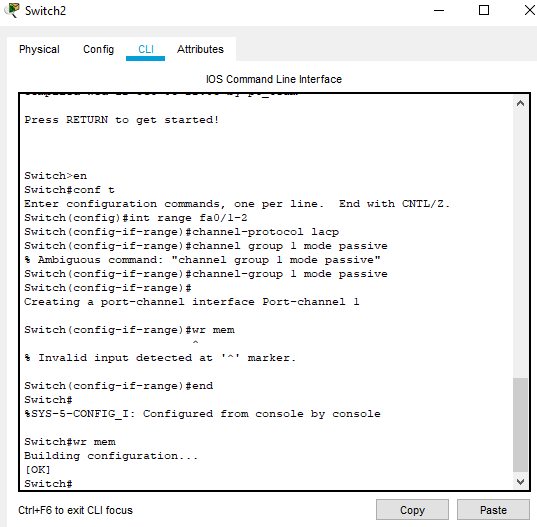 Switch2
Physical Config CLI Attributes
IOS Command Line Interface
Press RETURN to get started!
Switch>en
Switch#conf t
Enter configuration commands, one per line.  End with CNTL/Z.
Switch(config)#int range fa0/1-2
Switch(config-if-range)#channel-protocol lacp
Switch(config-if-range)#channel group 1 mode passive
% Ambiguous command: "channel group 1 mode passive"
Switch(config-if-range)#channel-group 1 mode passive
Switch(config-if-range)#
Creating a port-channel interface Port-channel 1
Switch(config-if-range)#wr mem
^
% Invalid input detected at '^' marker.
Switch(config-if-range)#end
Switch#
%SYS-5-CONFIG_I: Configured from console by console
Switch#wr mem
Building configuration...
[OK]
Switch#
Ctrl+F6 to exit CLI focus
Copy Paste